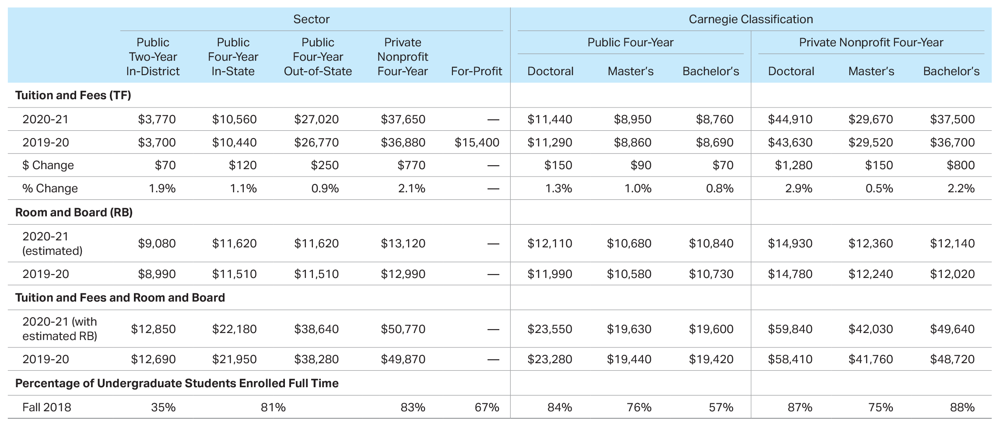 Sector Carnegie Classification
Public Public Public Private Public Four-Year Private Nonprofit Four-Year
Two-Year Four-Year Four-Year Nonprofit
In-District In-State Out-of-State Four-Year For-Profit Doctoral Master's Bachelor's Doctoral Master's Bachelor's
Tuition and Fees (TF)
2020-21 $3,770 $10,560 $27,020 $37,650 — $11,440 $8,950 $8,760 $44,910 $29,670 $37,500
2019-20 $3,700 $10,440 $26,770 $36,880 $15,400 $11,290 $8,860 $8,690 $43,630 $29,520 $36,700
$ Change $70 $120 $250 $770 — $150 $90 $70 $1,280 $150 $800
% Change 1.9% 1.1% 0.9% 2.1% — 1.3% 1.0% 0.8% 2.9% 0.5% 2.2%
Room and Board (RB)
2020-21
(estimated) $9,080 $11,620 $11,620 $13,120 — $12,110 $10,680 $10,840 $14,930 $12,360 $12,140
2019-20 $8,990 $11,510 $11,510 $12,990 — $11,990 $10,580 $10,730 $14,780 $12,240 $12,020
Tuition and Fees and Room and Board
2020-21 (with
estimated RB) $12,850 $22,180 $38,640 $50,770 — $23,550 $19,630 $19,600 $59,840 $42,030 $49,640
2019-20 $12,690 $21,950 $38,280 $49,870 — $23,280 $19,440 $19,420 $58,410 $41,760 $48,720
Percentage of Undergraduate Students Enrolled Full Time
Fall 2018 35% 81% 83% 67% 84% 76% 57% 87% 75% 88%